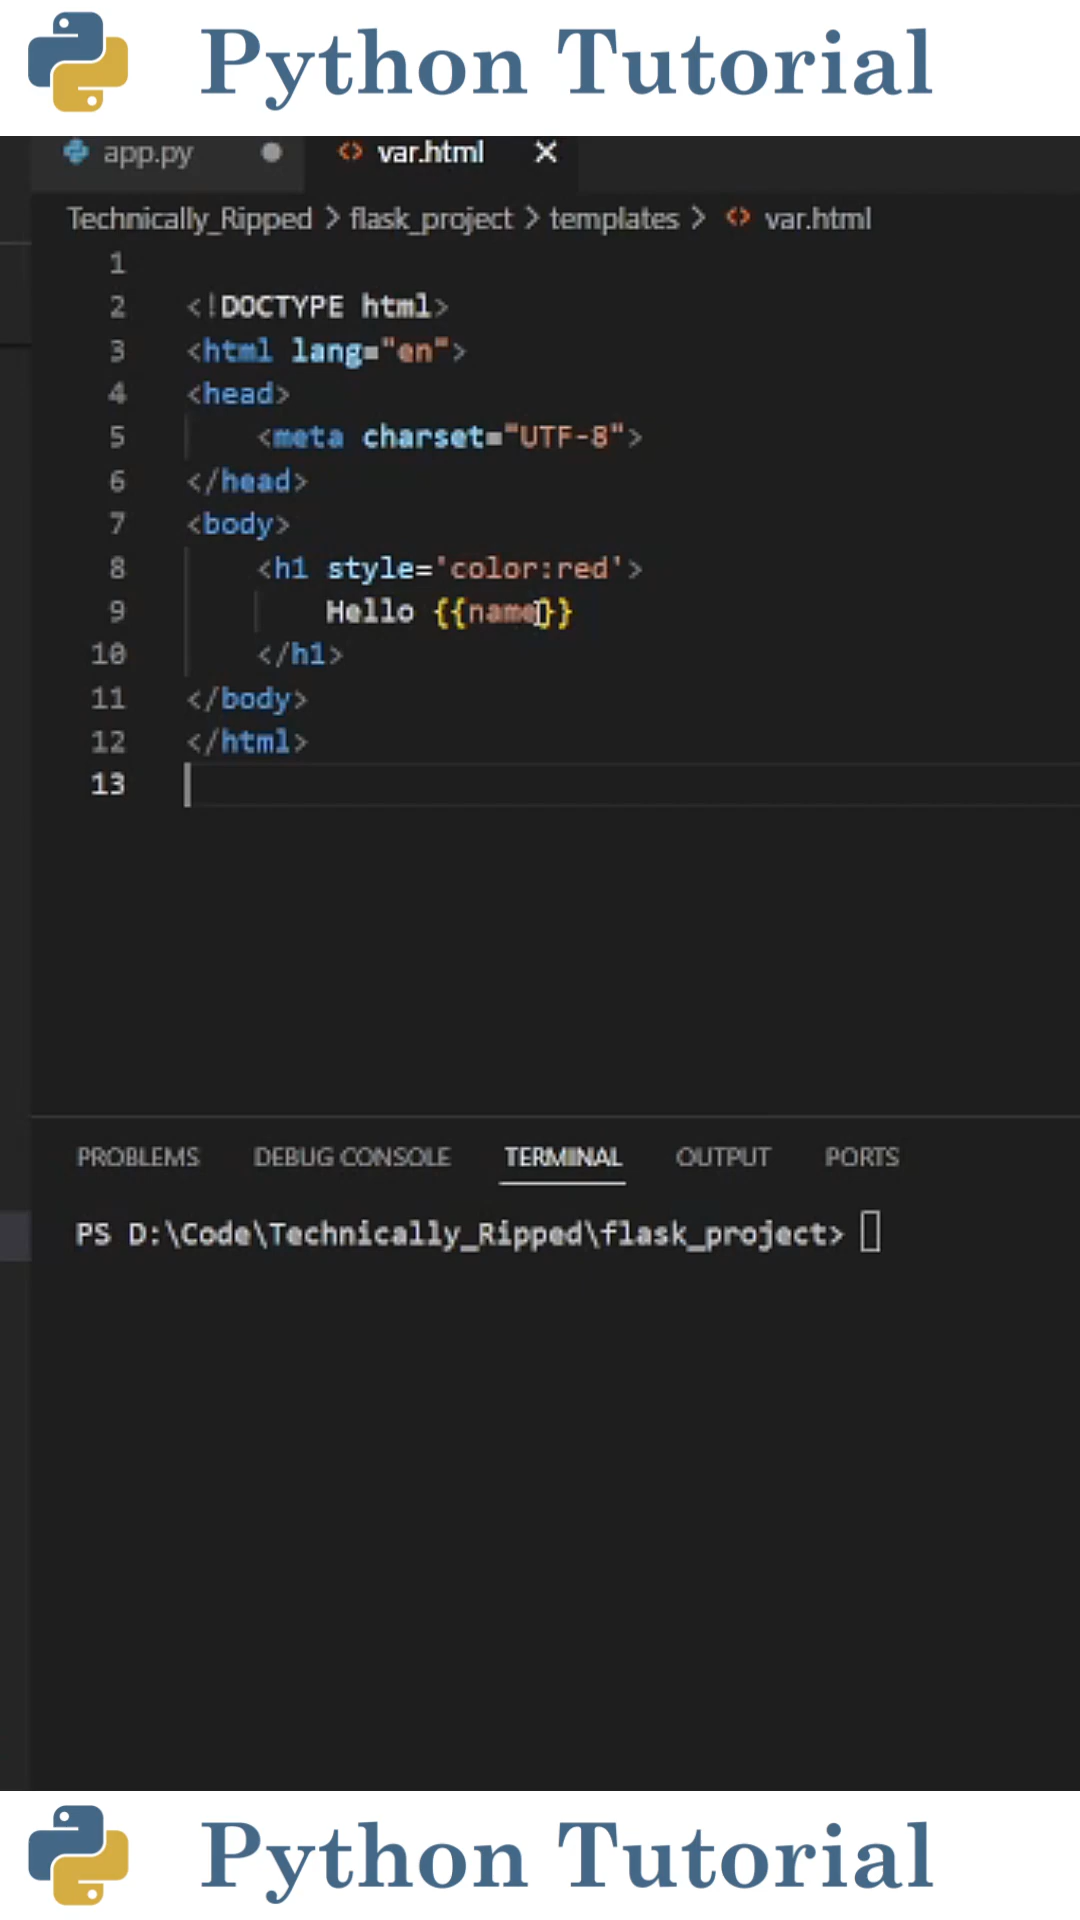 Python Tutorial
app.py var.html
Technically_Ripped > flask_project > templates > var.html
1
2 <!DOCTYPE html>
3 <html lang="en">
4 <head>
5 <meta charset="UTF-8">
6 </head>
7 <body>
8 <h1 style='color:red'>
9 Hello {{name}}
10 </h1>
11 </body>
12 </html>
13
PROBLEMS DEBUG CONSOLE TERMINAL OUTPUT PORTS
PS D:\Code\Technically_Ripped\flask_project>
Python Tutorial